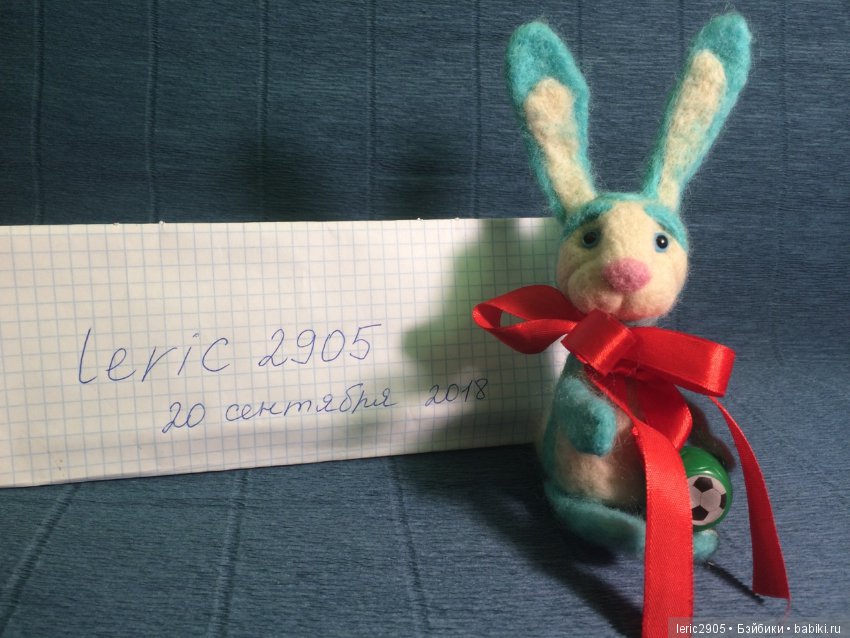 leric 2905
20 сентября 2018
leric2905 • Бэйбики • babiki.ru